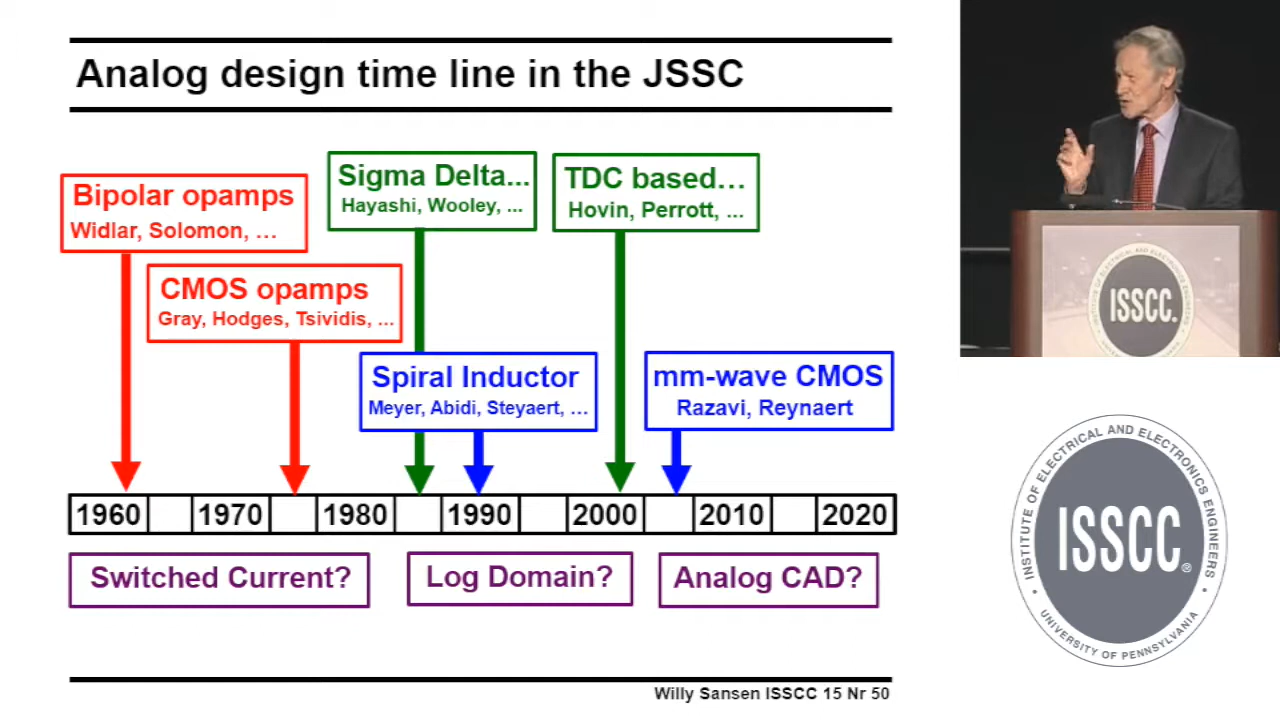 Analog design time line in the JSSC
Bipolar opamps
Widlar, Solomon, …
CMOS opamps
Gray, Hodges, Tsividis, ...
Sigma Delta...
Hayashi, Wooley, ...
TDC based…
Hovin, Perrott, ...
Spiral Inductor
Meyer, Abidi, Steyaert, …
mm-wave CMOS
Razavi, Reynaert
1960 1970 1980 1990 2000 2010 2020
Switched Current?
Log Domain?
Analog CAD?
Willy Sansen ISSCC 15 Nr 50
ISSCC.
INSTITUTE OF ELECTRICAL AND ELECTRONICS ENGINEERS
ISSCC®
UNIVERSITY OF PENNSYLVANIA